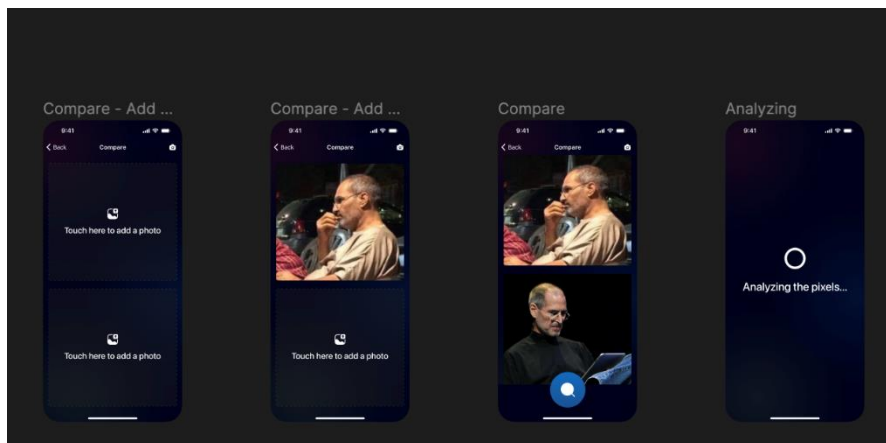 Compare - Add ...
9:41
Back
Compare
Touch here to add a photo
Touch here to add a photo
Compare - Add ...
9:41
Back
Compare
Touch here to add a photo
Compare
9:41
Back
Compare
Analyzing
9:41
Analyzing the pixels...